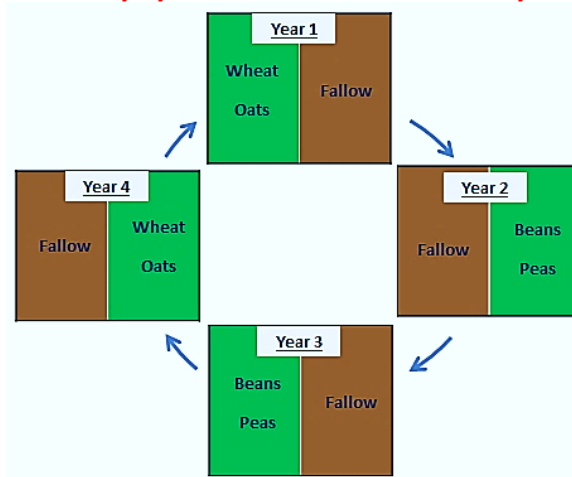 Year 1
Wheat
Oats
Fallow
Year 2
Fallow
Beans
Peas
Year 3
Beans
Peas
Fallow
Year 4
Fallow
Wheat
Oats